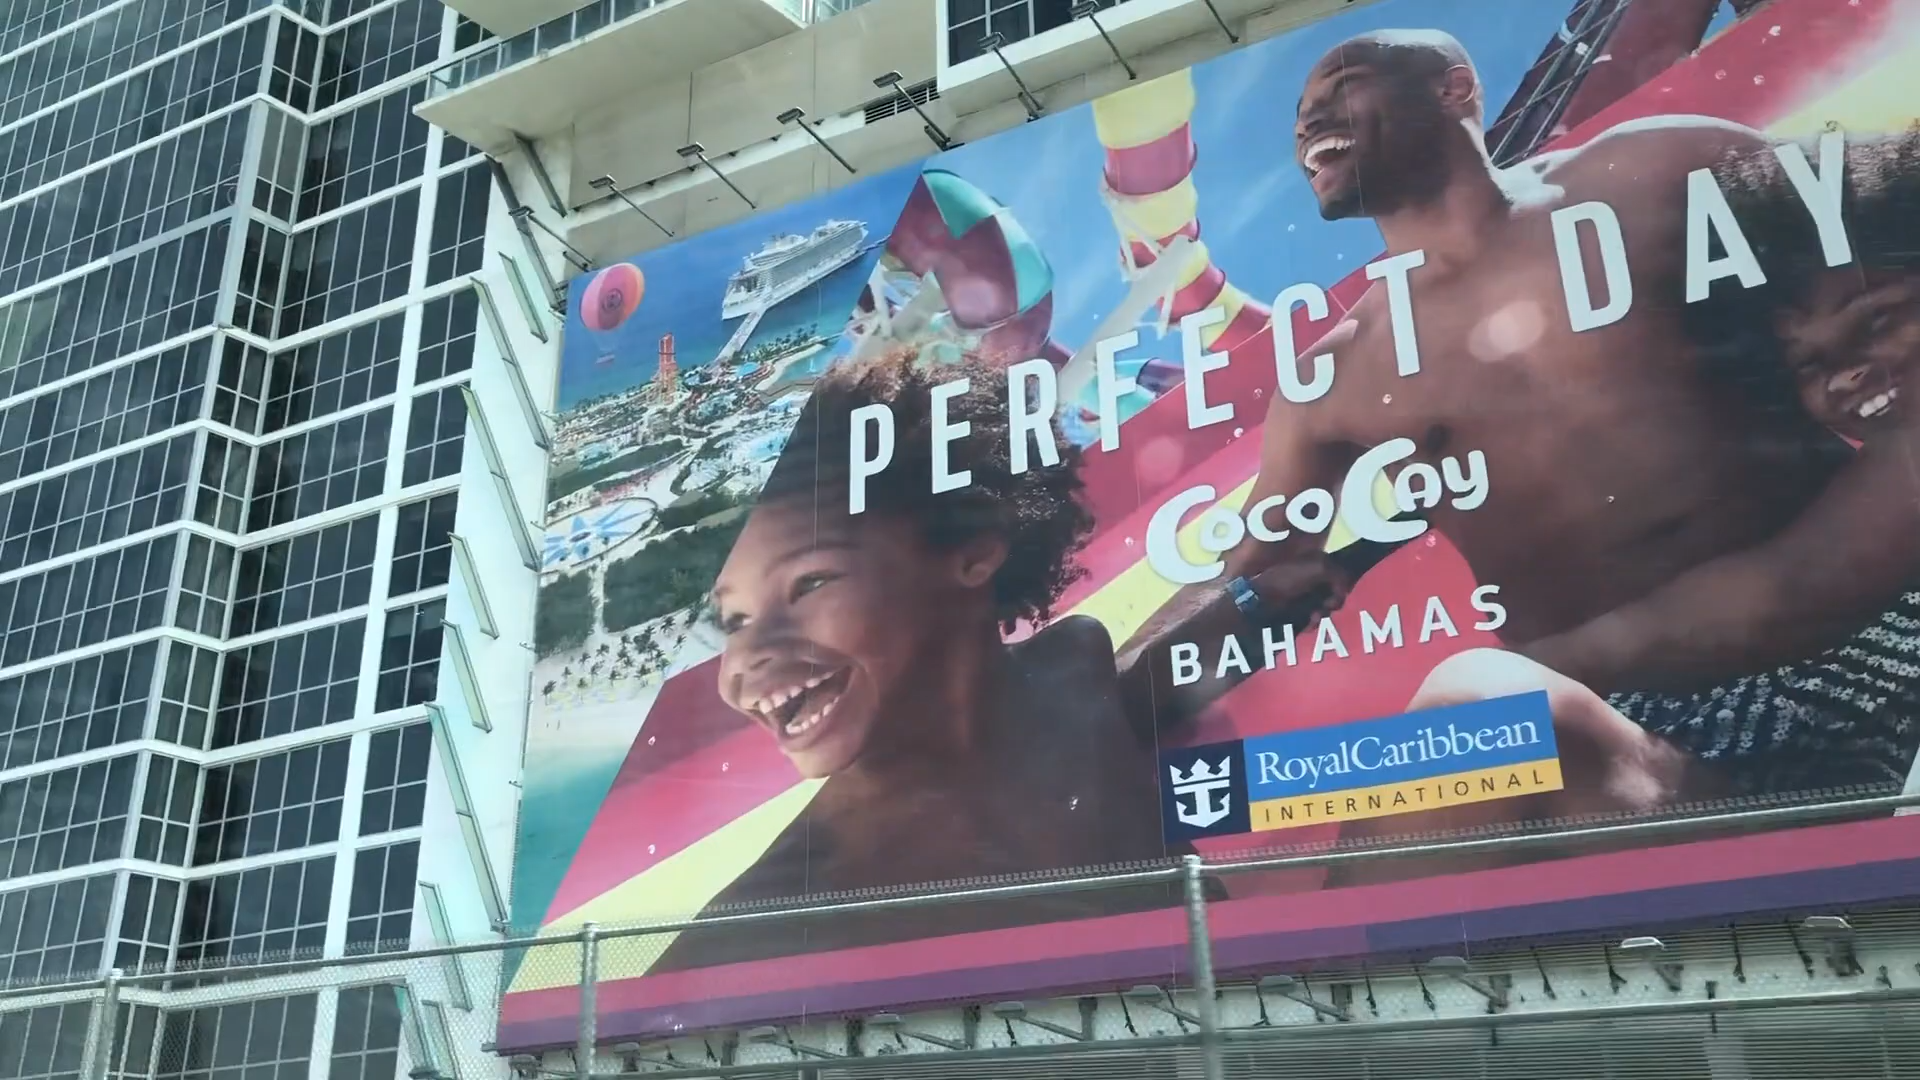 PERFECT DAY
CocoCay
BAHAMAS
RoyalCaribbean
INTERNATIONAL